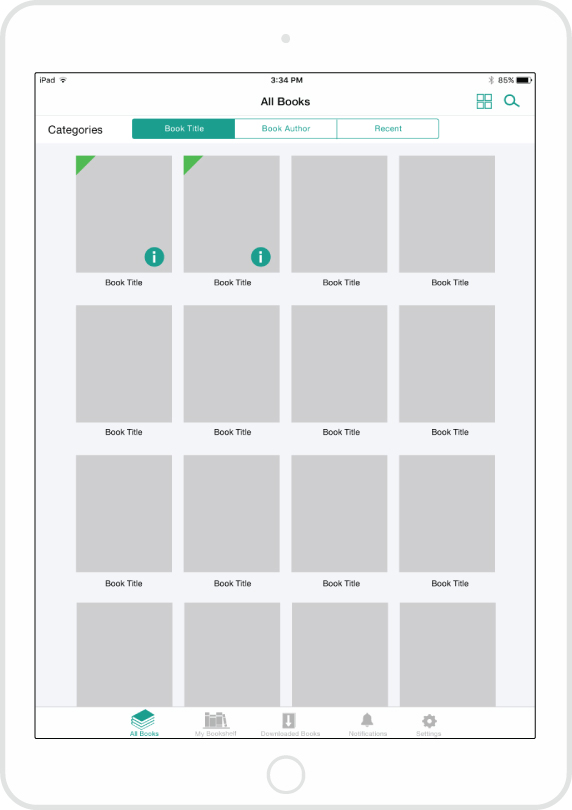 iPad 3:34 PM 85%
All Books
Categories Book Title Book Author Recent
Book Title Book Title Book Title Book Title
Book Title Book Title Book Title Book Title
Book Title Book Title Book Title Book Title
All Books My Bookshelf Downloaded Books Notifications Settings